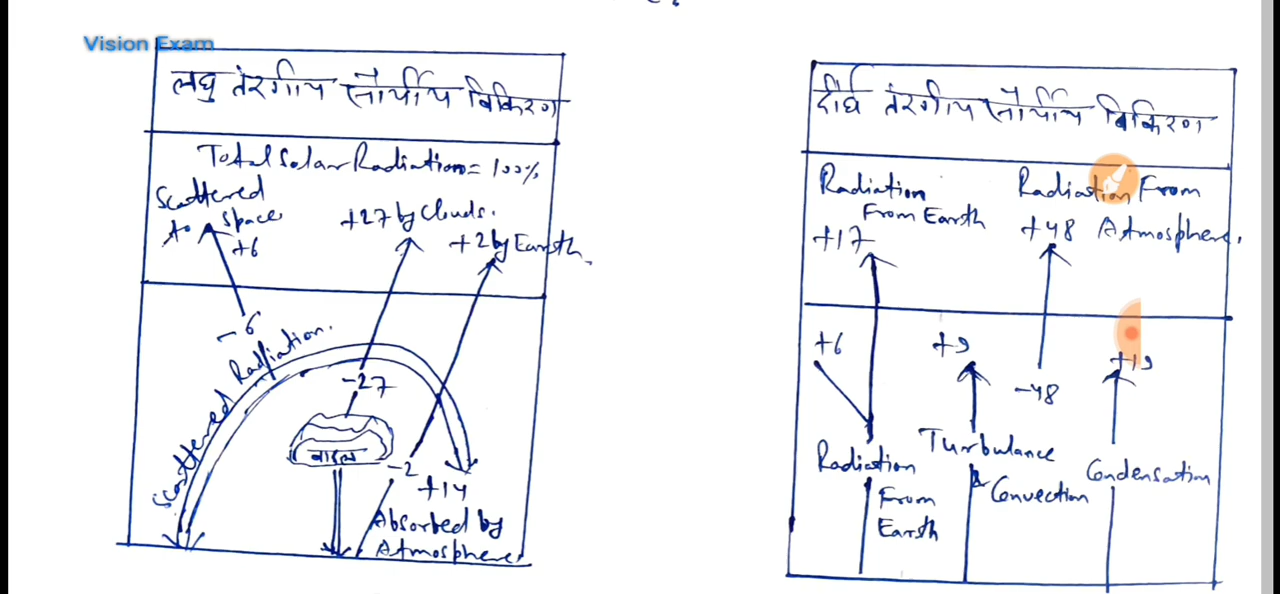 Vision Exam
लघु तंरगीय सौर्यीय विकिरण
Total Solar Radiation = 100%
Scattered
to space
+6
+27 by clouds.
+2 by Earth
-6
Scattered Radiation.
-27
बादल
-2
+14
Absorbed by
Atmosphere
दीर्घ तंरगीय सौर्यीय विकिरण
Radiation
From Earth
+17
Radiation From
+48 Atmosphere.
+6
+9
-48
+19
Radiation
From
Earth
Turbulance
& Convection
Condensation